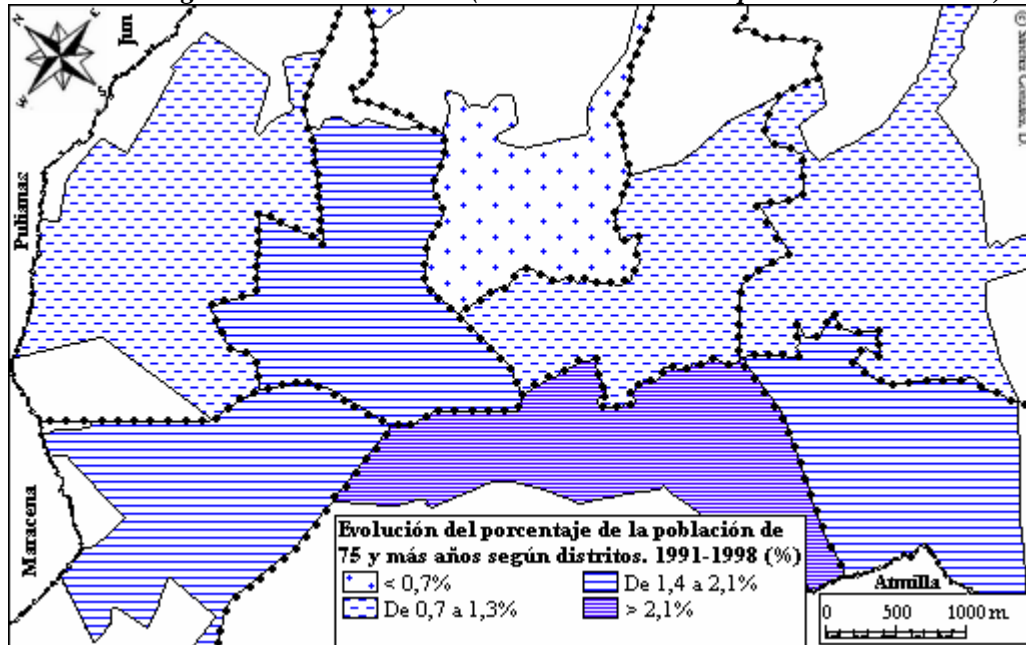 N
E
S
W
Jun
Pulianas
Maracena
Evolución del porcentaje de la población de
75 y más años según distritos. 1991-1998 (%)
< 0,7%
De 1,4 a 2,1%
De 0,7 a 1,3%
> 2,1%
Armilla
0 500 1000 m.